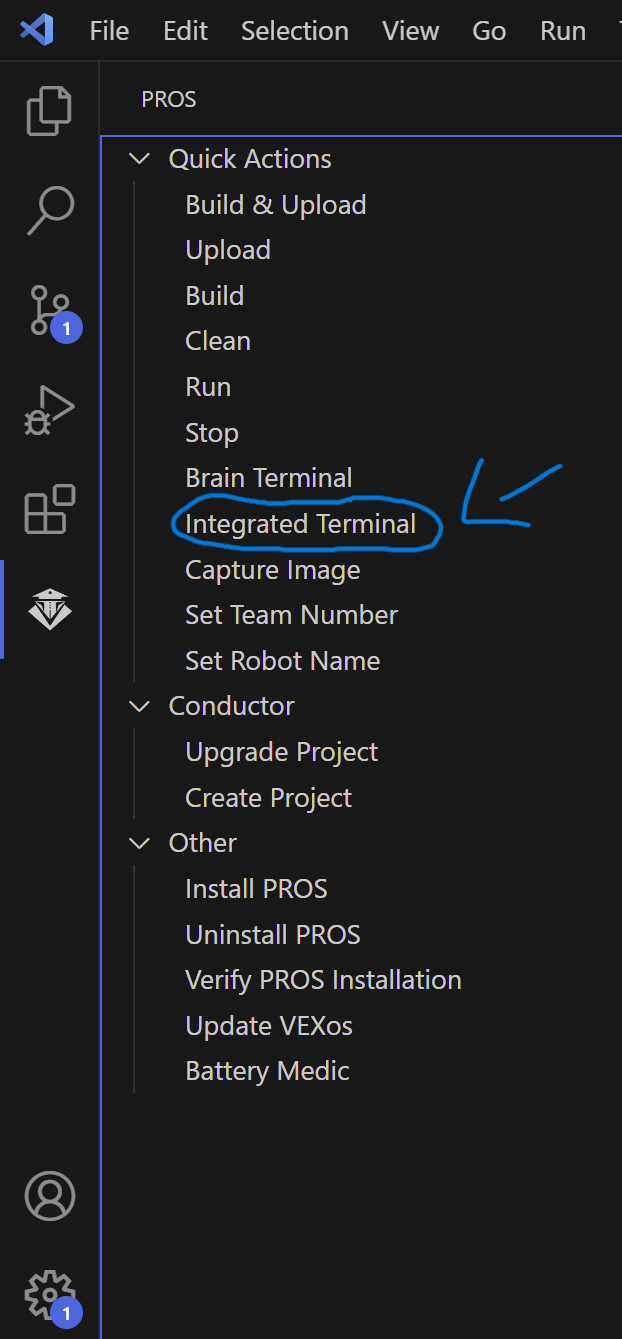 File Edit Selection View Go Run
PROS
Quick Actions
Build & Upload
Upload
1
Build
Clean
Run
Stop
Brain Terminal
Integrated Terminal
Capture Image
Set Team Number
Set Robot Name
Conductor
Upgrade Project
Create Project
Other
Install PROS
Uninstall PROS
Verify PROS Installation
Update VEXos
Battery Medic
1